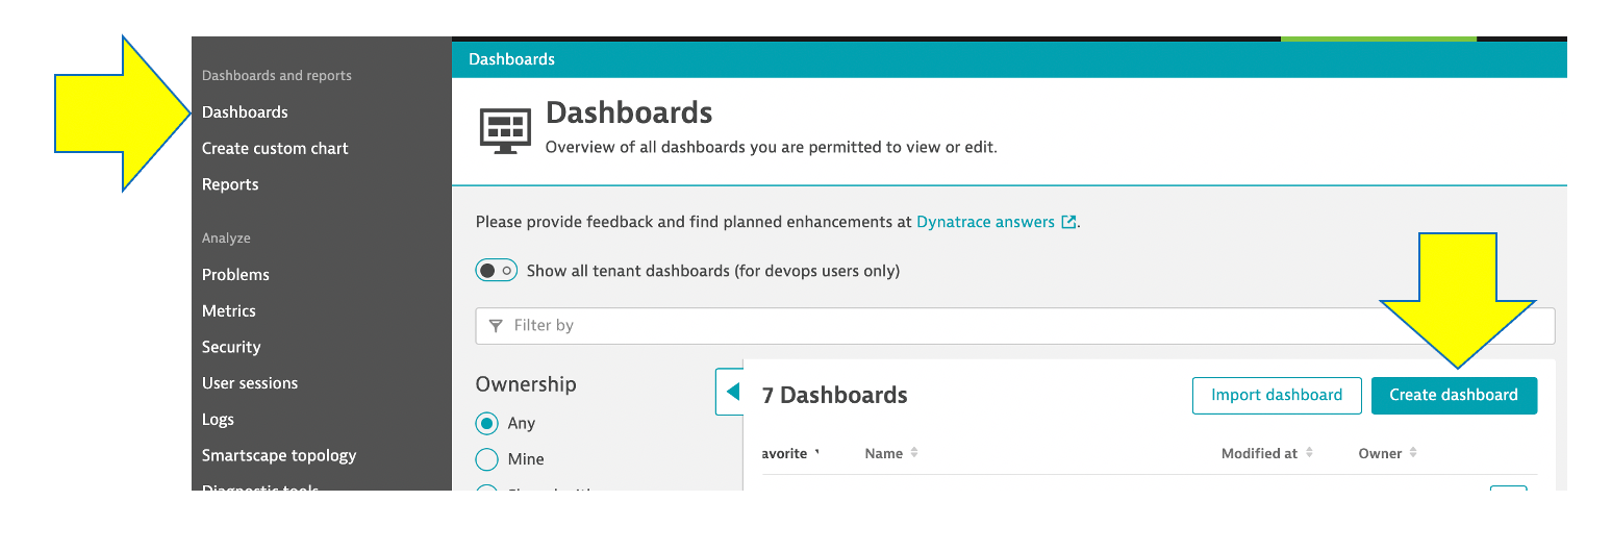 Dashboards and reports
Dashboards
Create custom chart
Reports
Analyze
Problems
Metrics
Security
User sessions
Logs
Smartscape topology
Diagnostic tools
Dashboards
Dashboards
Overview of all dashboards you are permitted to view or edit.
Please provide feedback and find planned enhancements at Dynatrace answers.
Show all tenant dashboards (for devops users only)
Filter by
Ownership
Any
Mine
7 Dashboards
Import dashboard
Create dashboard
avorite Name Modified at Owner